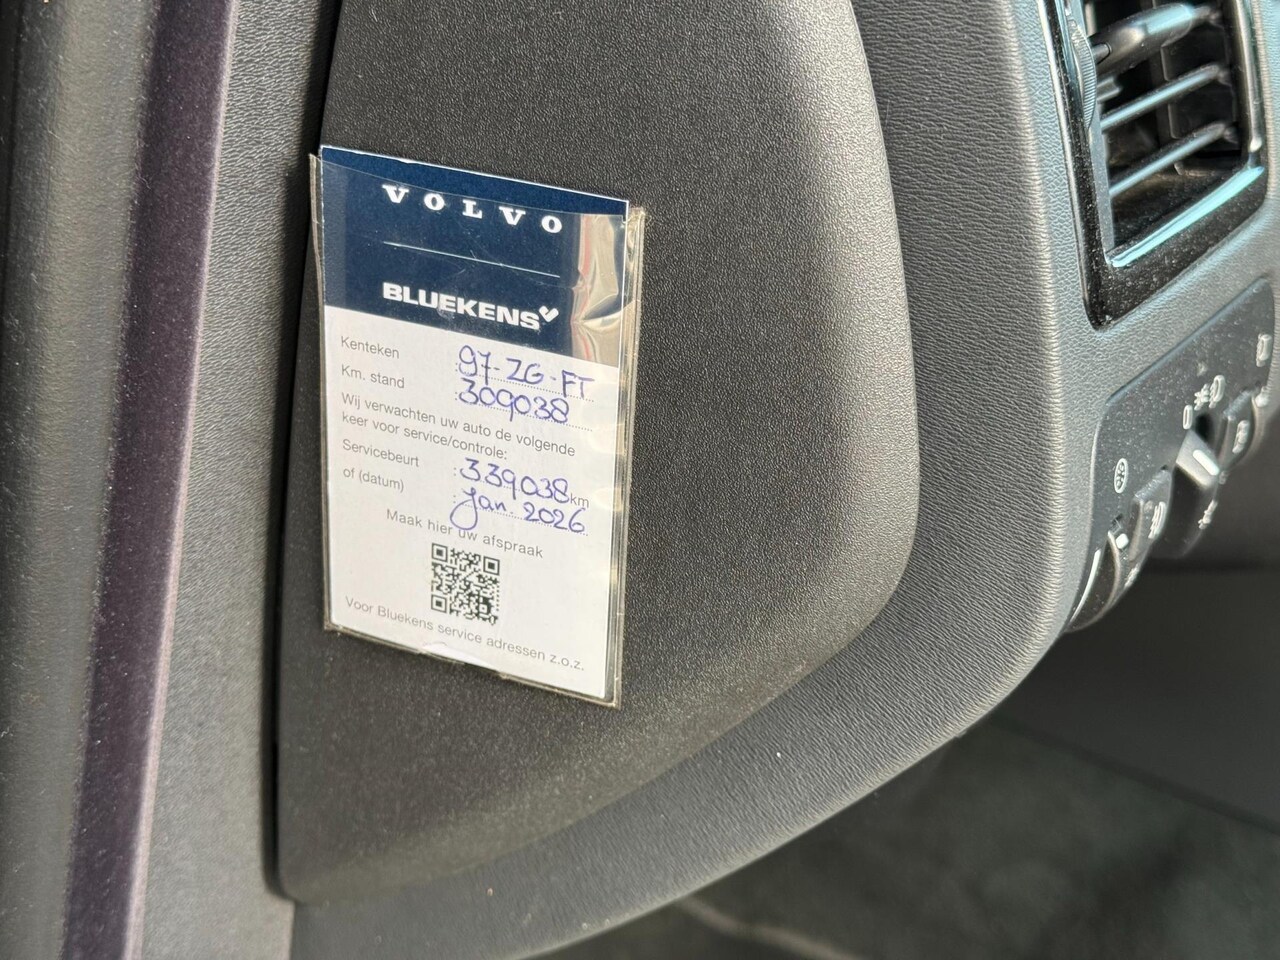 VOLVO
BLUEKENS
Kenteken : 97-ZG-FT
Km. stand : 309038
Wij verwachten uw auto de volgende
keer voor service/controle:
Servicebeurt : 339038 km
of (datum) : Jan. 2026
Maak hier uw afspraak
Voor Bluekens service adressen z.o.z.